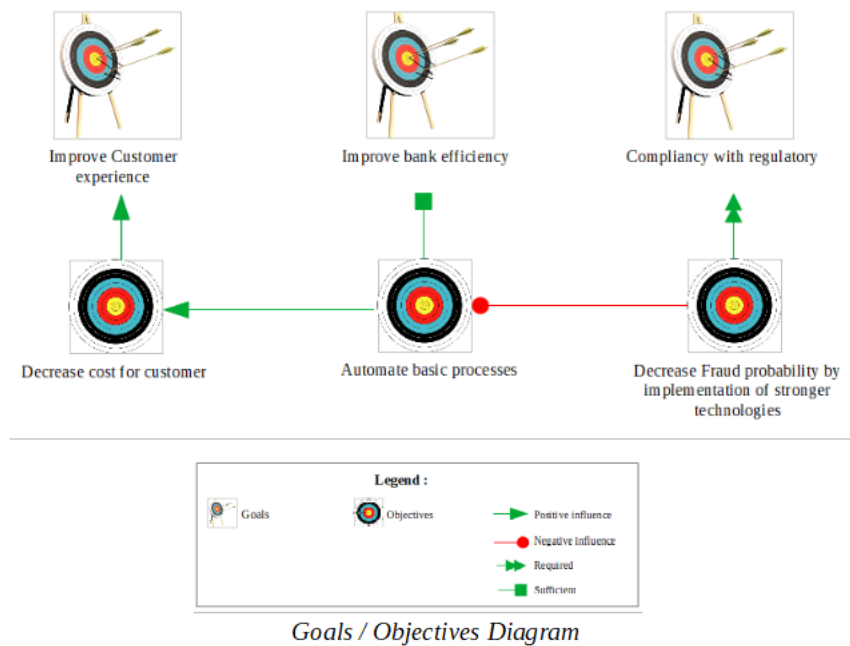 Improve Customer
experience
Improve bank efficiency
Compliancy with regulatory
Decrease cost for customer
Automate basic processes
Decrease Fraud probability by
implementation of stronger
technologies
Legend :
Goals
Objectives
Positive influence
Negative Influence
Required
Sufficient
Goals / Objectives Diagram